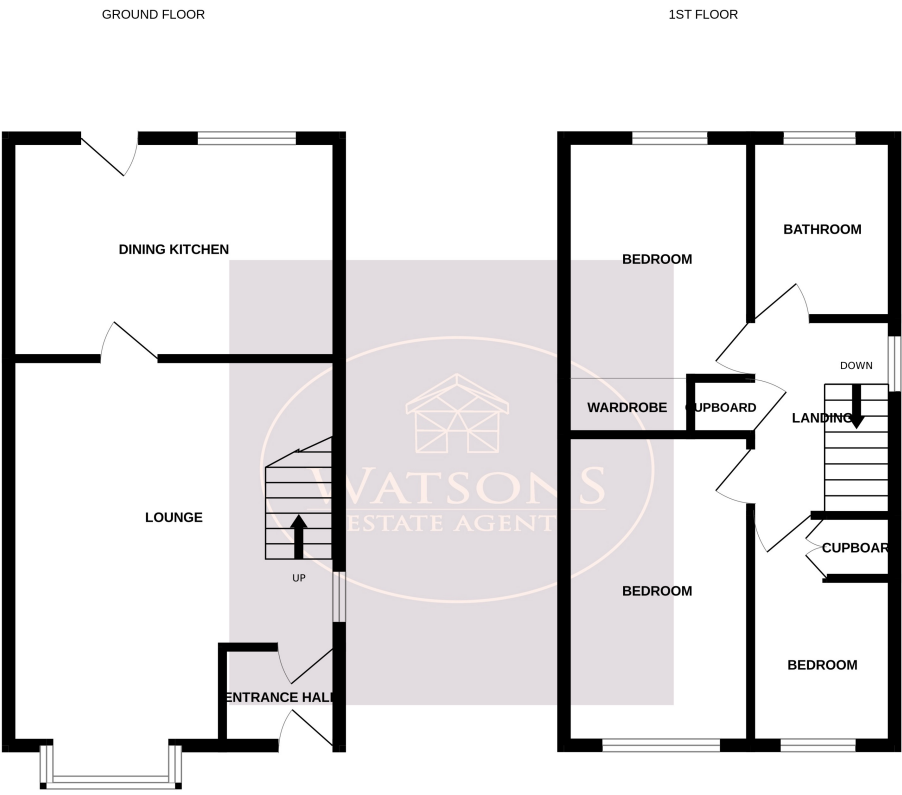 GROUND FLOOR
1ST FLOOR
DINING KITCHEN
LOUNGE
UP
ENTRANCE HALL
BEDROOM
BATHROOM
DOWN
WARDROBE
CUPBOARD
LANDING
CUPBOAR
BEDROOM
BEDROOM
WATSONS
ESTATE AGENT